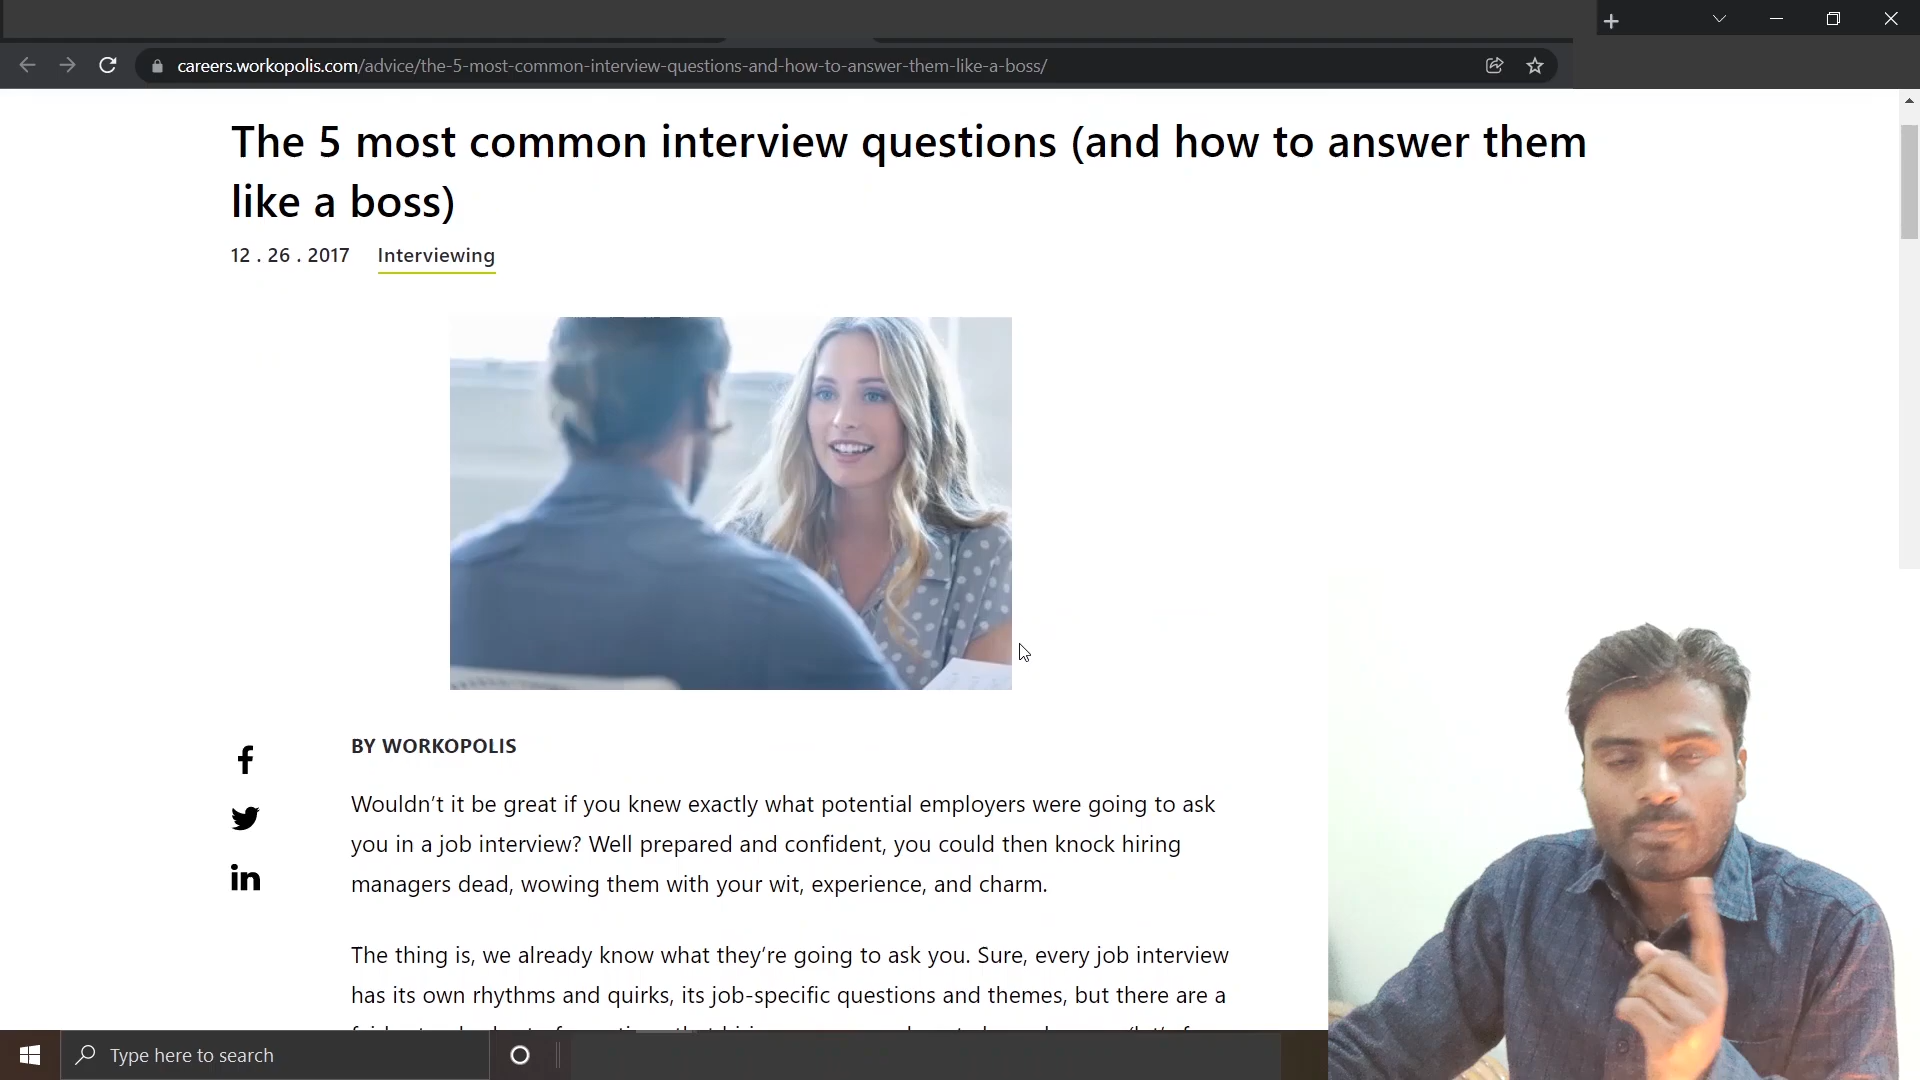 careers.workopolis.com/advice/the-5-most-common-interview-questions-and-how-to-answer-them-like-a-boss/
The 5 most common interview questions (and how to answer them
like a boss)
12 . 26 . 2017 Interviewing
BY WORKOPOLIS
Wouldn’t it be great if you knew exactly what potential employers were going to ask
you in a job interview? Well prepared and confident, you could then knock hiring
managers dead, wowing them with your wit, experience, and charm.
The thing is, we already know what they’re going to ask you. Sure, every job interview
has its own rhythms and quirks, its job-specific questions and themes, but there are a
Type here to search